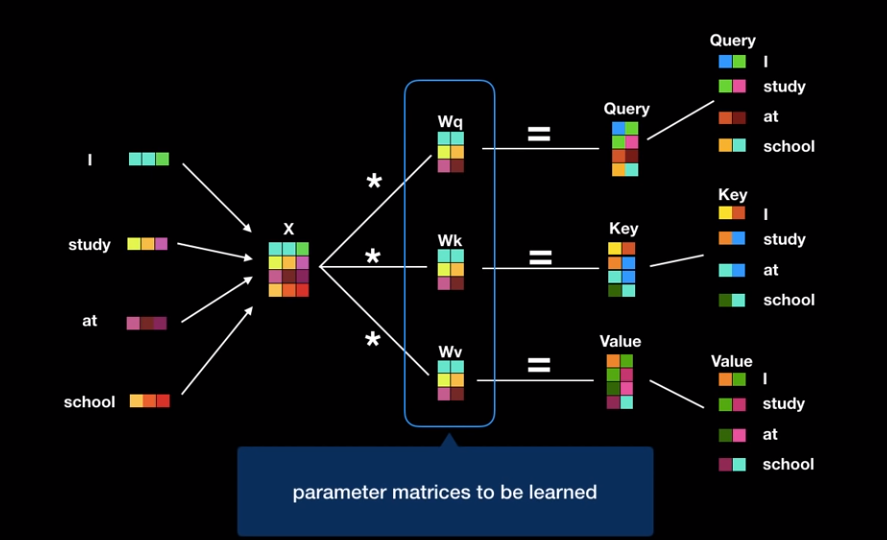 I
study
at
school
X
*
*
*
Wq
Wk
Wv
=
=
=
Query
Key
Value
Query
I
study
at
school
Key
I
study
at
school
Value
I
study
at
school
parameter matrices to be learned